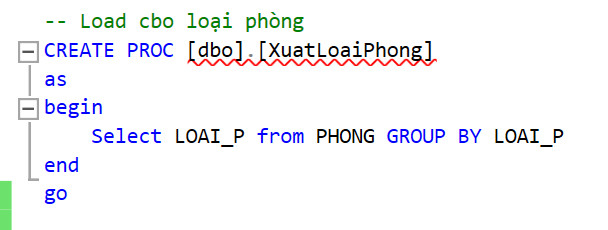 -- Load cbo loại phòng
CREATE PROC [dbo].[XuatLoaiPhong]
as
begin
Select LOAI_P from PHONG GROUP BY LOAI_P
end
go